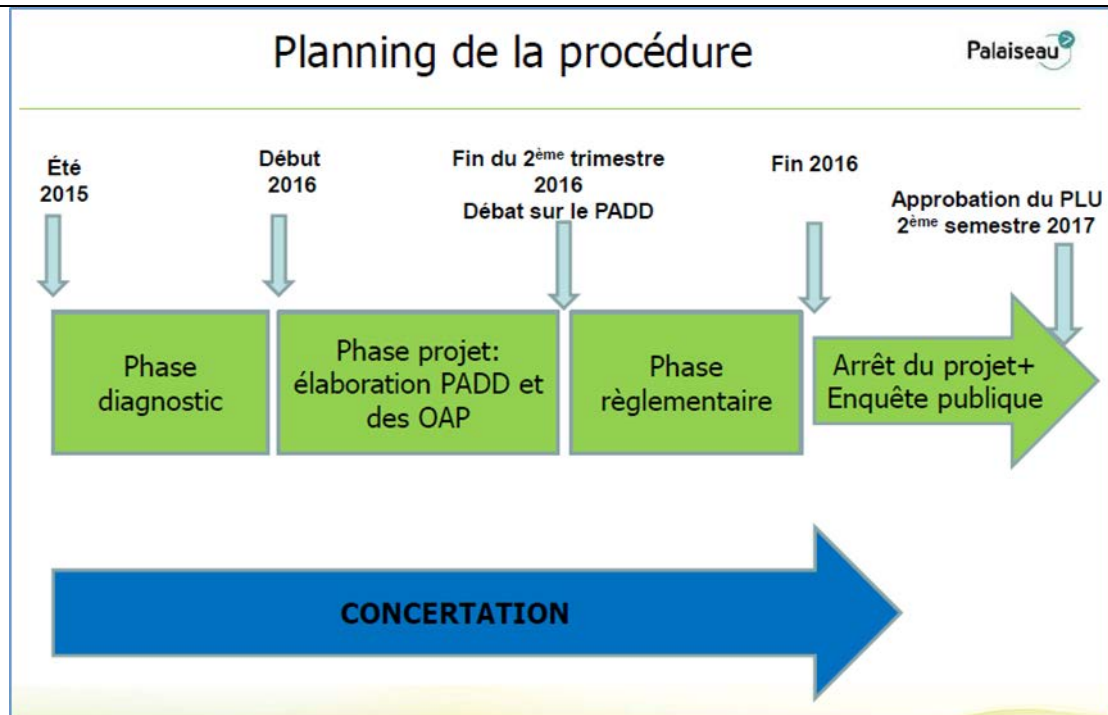 Planning de la procédure
Palaiseau
Été
2015
Début
2016
Fin du 2ème trimestre
2016
Débat sur le PADD
Fin 2016
Approbation du PLU
2ème semestre 2017
Phase
diagnostic
Phase projet:
élaboration PADD et
des OAP
Phase
règlementaire
Arrêt du projet+
Enquête publique
CONCERTATION